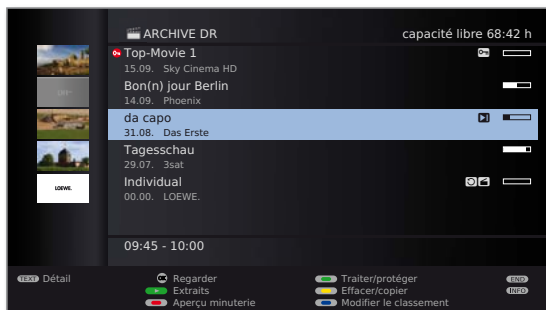 ARCHIVE DR capacité libre 68:42 h
Top-Movie 1
15.09. Sky Cinema HD
Bon(n) jour Berlin
14.09. Phoenix
da capo
31.08. Das Erste
Tagesschau
29.07. 3sat
Individual
00.00. LOEWE.
LOEWE.
09:45 - 10:00
TEXT Détail
OK Regarder
Extraits
Aperçu minuterie
Traiter/protéger
Effacer/copier
Modifier le classement
END
INFO